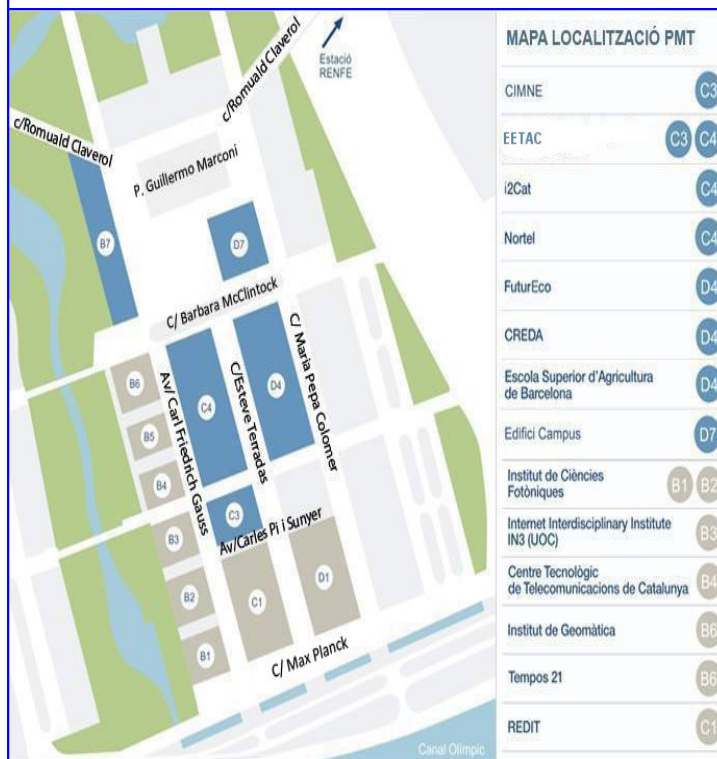 c/Romuald Claverol
Estació
RENFE
c/Romuald Claverol
P. Guillermo Marconi
B7
D7
C/ Barbara McClintock
B6
Av/ Carl Friedrich Gauss
C4
C/Esteve Terradas
D4
C/ Maria Pepa Colomer
B5
B4
C3
Av/Carles Pi i Sunyer
B3
B2
C1
D1
B1
C/ Max Planck
Canal Olímpic
MAPA LOCALITZACIÓ PMT
CIMNE C3
EETAC C3 C4
i2Cat C4
Nortel C4
FuturEco D4
CREDA D4
Escola Superior d'Agricultura
de Barcelona D4
Edifici Campus D7
Institut de Ciències
Fotòniques B1 B2
Internet Interdisciplinary Institute
IN3 (UOC) B3
Centre Tecnològic
de Telecomunicacions de Catalunya B4
Institut de Geomàtica B6
Tempos 21 B6
REDIT C1